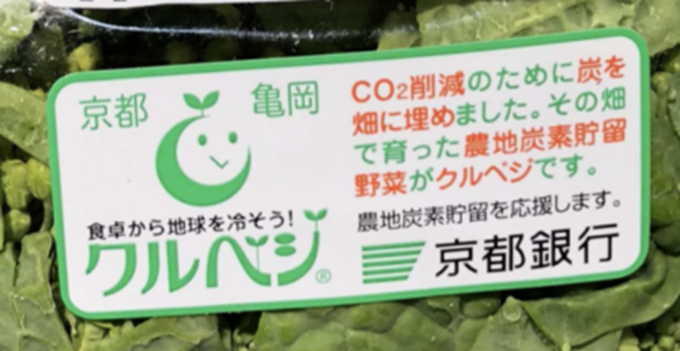 京都 亀岡
食卓から地球を冷そう!
クルベジ®
CO2削減のために炭を
畑に埋めました。その畑
で育った農地炭素貯留
野菜がクルベジです。
農地炭素貯留を応援します。
京都銀行